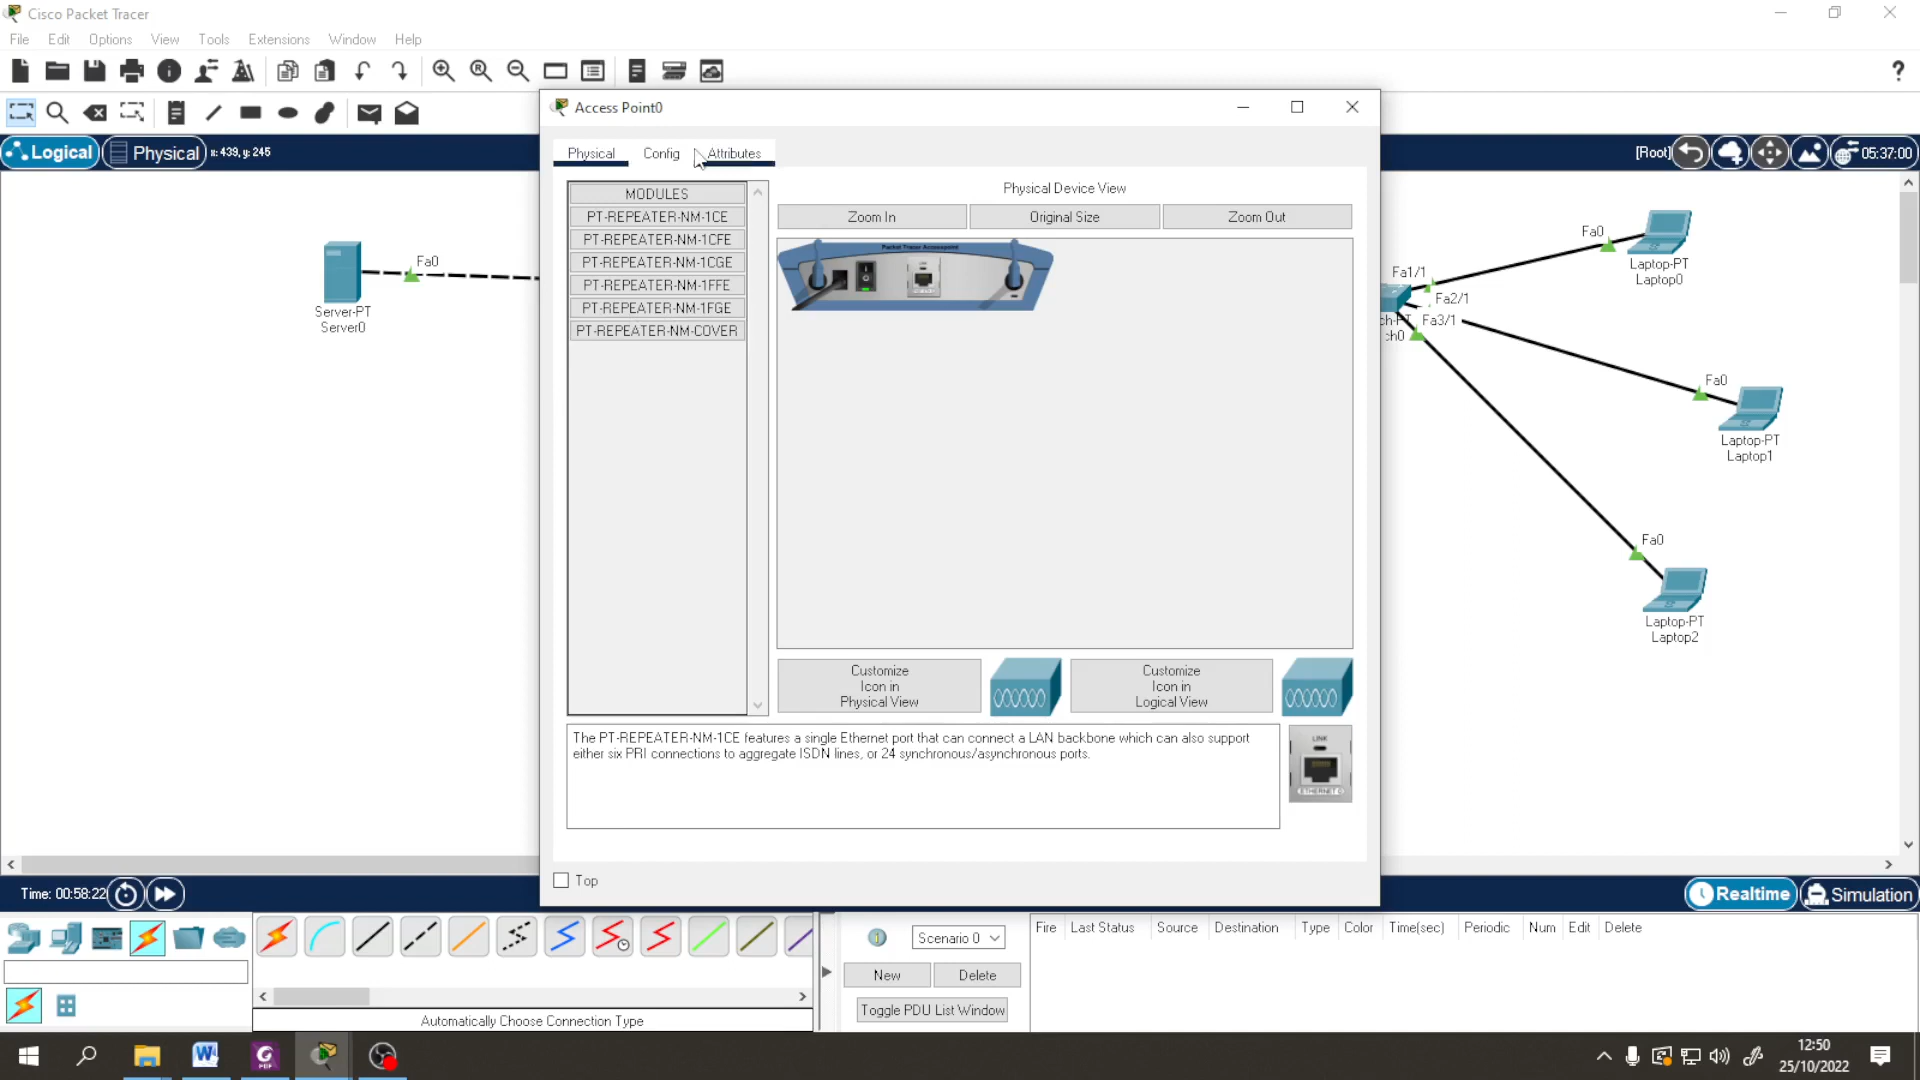 Cisco Packet Tracer
File Edit Options View Tools Extensions Window Help
?
Access Point0
Logical Physical x: 439, y: 245
[Root] 05:37:00
Physical Config Attributes
MODULES
PT-REPEATER-NM-1CE
PT-REPEATER-NM-1CFE
PT-REPEATER-NM-1CGE
PT-REPEATER-NM-1FFE
PT-REPEATER-NM-1FGE
PT-REPEATER-NM-COVER
Physical Device View
Zoom In Original Size Zoom Out
Packet Tracer Accesspoint
Fa0
Server-PT
Server0
Fa0
Laptop-PT
Laptop0
Fa1/1
Fa2/1
Fa3/1
ch-PT
ch0
Fa0
Laptop-PT
Laptop1
Fa0
Laptop-PT
Laptop2
Customize
Icon in
Physical View
Customize
Icon in
Logical View
The PT-REPEATER-NM-1CE features a single Ethernet port that can connect a LAN backbone which can also support
either six PRI connections to aggregate ISDN lines, or 24 synchronous/asynchronous ports.
LINK
Top
Time: 00:58:22
Realtime Simulation
Scenario 0
Fire Last Status Source Destination Type Color Time(sec) Periodic Num Edit Delete
New Delete
Toggle PDU List Window
Automatically Choose Connection Type
12:50
25/10/2022